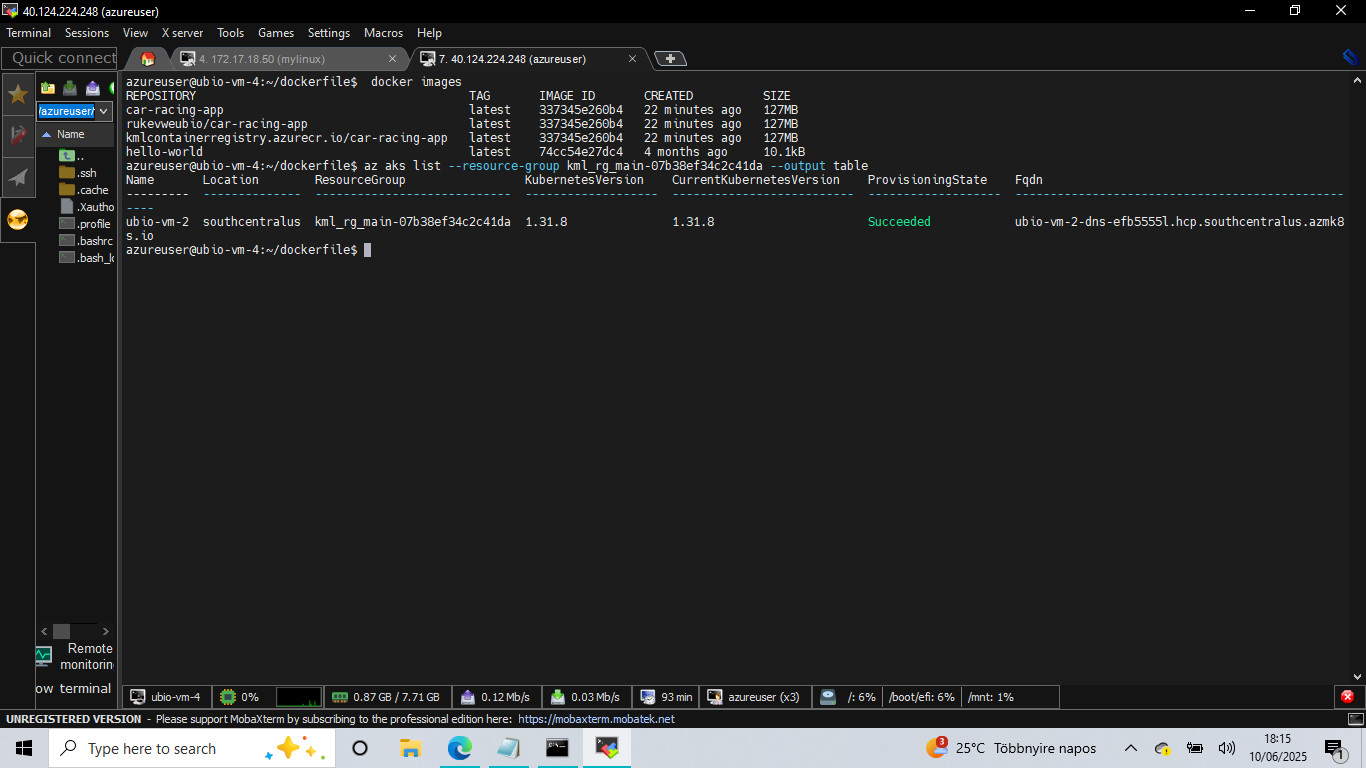 40.124.224.248 (azureuser)
Terminal Sessions View X server Tools Games Settings Macros Help
Quick connect
4. 172.17.18.50 (mylinux)
7. 40.124.224.248 (azureuser)
/azureuser/
Name
..
.ssh
.cache
.Xautho
.profile
.bashrc
.bash_lo
Remote
monitorin
ow terminal
azureuser@ubio-vm-4:~/dockerfile$ docker images
REPOSITORY TAG IMAGE ID CREATED SIZE
car-racing-app latest 337345e260b4 22 minutes ago 127MB
rukevweubio/car-racing-app latest 337345e260b4 22 minutes ago 127MB
kmlcontainerregistry.azurecr.io/car-racing-app latest 337345e260b4 22 minutes ago 127MB
hello-world latest 74cc54e27dc4 4 months ago 10.1kB
azureuser@ubio-vm-4:~/dockerfile$ az aks list --resource-group kml_rg_main-07b38ef34c2c41da --output table
Name Location ResourceGroup KubernetesVersion CurrentKubernetesVersion ProvisioningState Fqdn
--------- -------------- ---------------------------- ------------------- -------------------------- ------------------- -----------------------------------------------
----
ubio-vm-2 southcentralus kml_rg_main-07b38ef34c2c41da 1.31.8 1.31.8 Succeeded ubio-vm-2-dns-efb5555l.hcp.southcentralus.azmk8
s.io
azureuser@ubio-vm-4:~/dockerfile$
ubio-vm-4 0% 0.87 GB / 7.71 GB 0.12 Mb/s 0.03 Mb/s 93 min azureuser (x3) /: 6% /boot/efi: 6% /mnt: 1%
UNREGISTERED VERSION - Please support MobaXterm by subscribing to the professional edition here: https://mobaxterm.mobatek.net
Type here to search
3
25°C Többnyire napos
18:15
10/06/2025
1